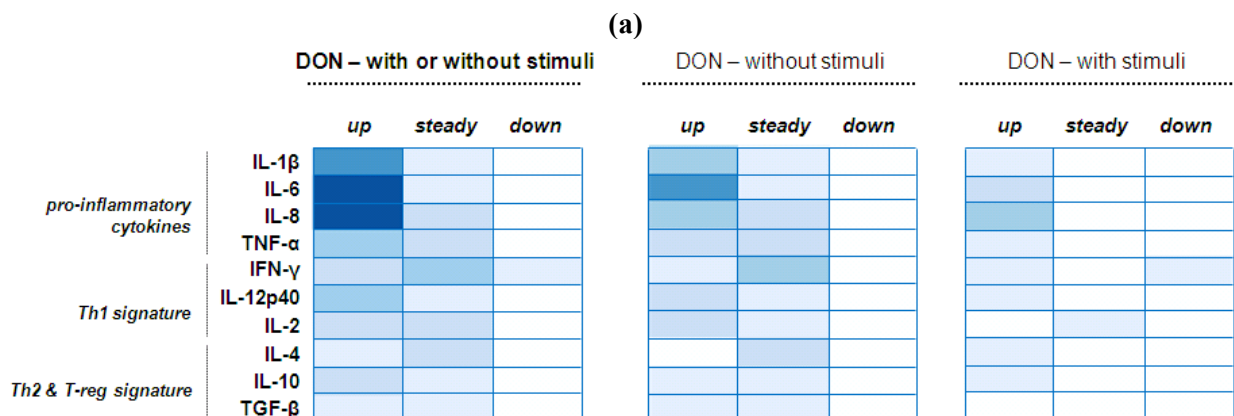 (a)
DON – with or without stimuli
DON – without stimuli
DON – with stimuli
up steady down
up steady down
up steady down
pro-inflammatory
cytokines
IL-1β
IL-6
IL-8
TNF-α
Th1 signature
IFN-γ
IL-12p40
IL-2
Th2 & T-reg signature
IL-4
IL-10
TGF-β